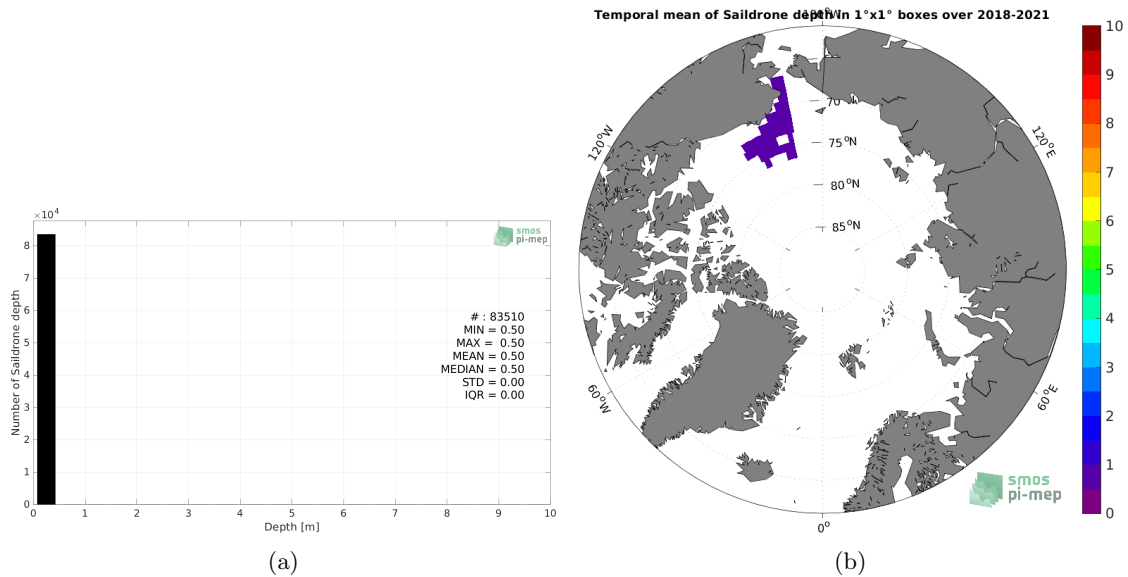 Temporal mean of Saildrone depth in 1°x1° boxes over 2018-2021
×10⁴
8
7
6
5
4
3
2
1
0
Number of Saildrone depth
0 1 2 3 4 5 6 7 8 9 10
Depth [m]
smos
pi-mep
# : 83510
MIN = 0.50
MAX = 0.50
MEAN = 0.50
MEDIAN = 0.50
STD = 0.00
IQR = 0.00
(a)
120°W
60°W
0°
60°E
120°E
75°N
80°N
85°N
smos
pi-mep
10
9
8
7
6
5
4
3
2
1
0
(b)